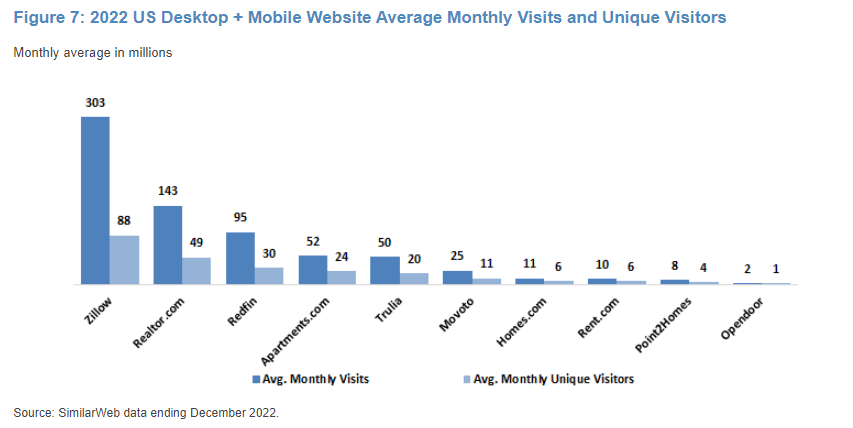 Figure 7: 2022 US Desktop + Mobile Website Average Monthly Visits and Unique Visitors
Monthly average in millions
303
88
143
49
95
30
52
24
50
20
25
11
11
6
10
6
8
4
2
1
Zillow
Realtor.com
Redfin
Apartments.com
Trulia
Movoto
Homes.com
Rent.com
Point2Homes
Opendoor
Avg. Monthly Visits
Avg. Monthly Unique Visitors
Source: SimilarWeb data ending December 2022.